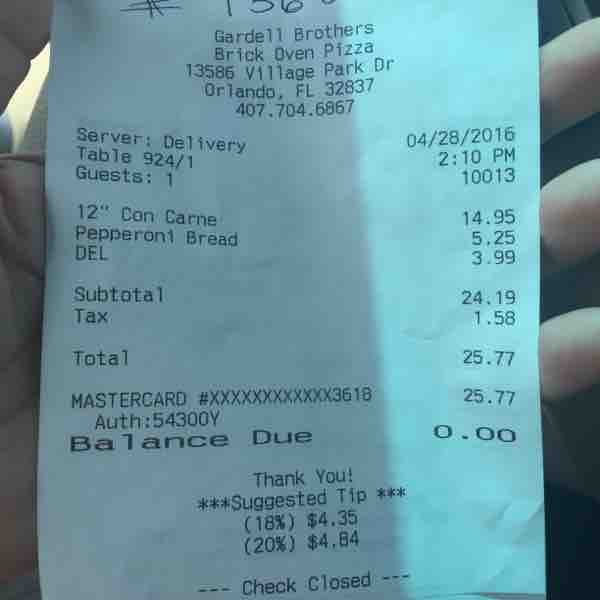 Gardell Brothers
Brick Oven Pizza
13586 Village Park Dr
Orlando, FL 32837
407.704.6867
Server: Delivery 04/28/2016
Table 924/1 2:10 PM
Guests: 1 10013
12" Con Carne 14.95
Pepperoni Bread 5.25
DEL 3.99
Subtotal 24.19
Tax 1.58
Total 25.77
MASTERCARD #XXXXXXXXXXXX3618 25.77
Auth:54300Y
Balance Due 0.00
Thank You!
***Suggested Tip ***
(18%) $4.35
(20%) $4.84
--- Check Closed ---